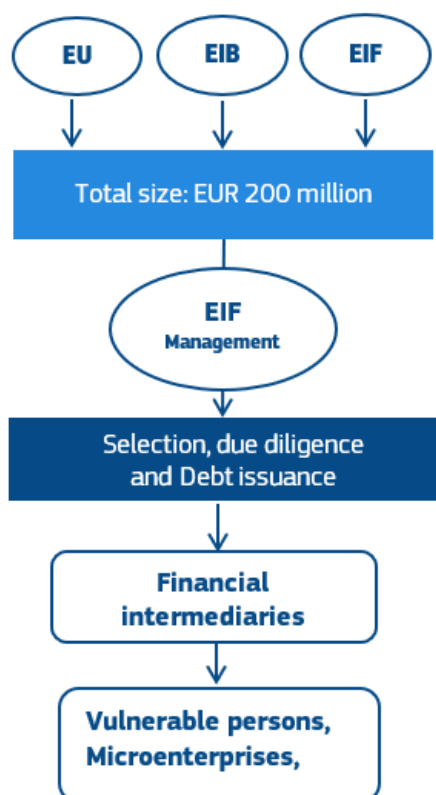 EU EIB EIF
Total size: EUR 200 million
EIF
Management
Selection, due diligence
and Debt issuance
Financial
intermediaries
Vulnerable persons,
Microenterprises,